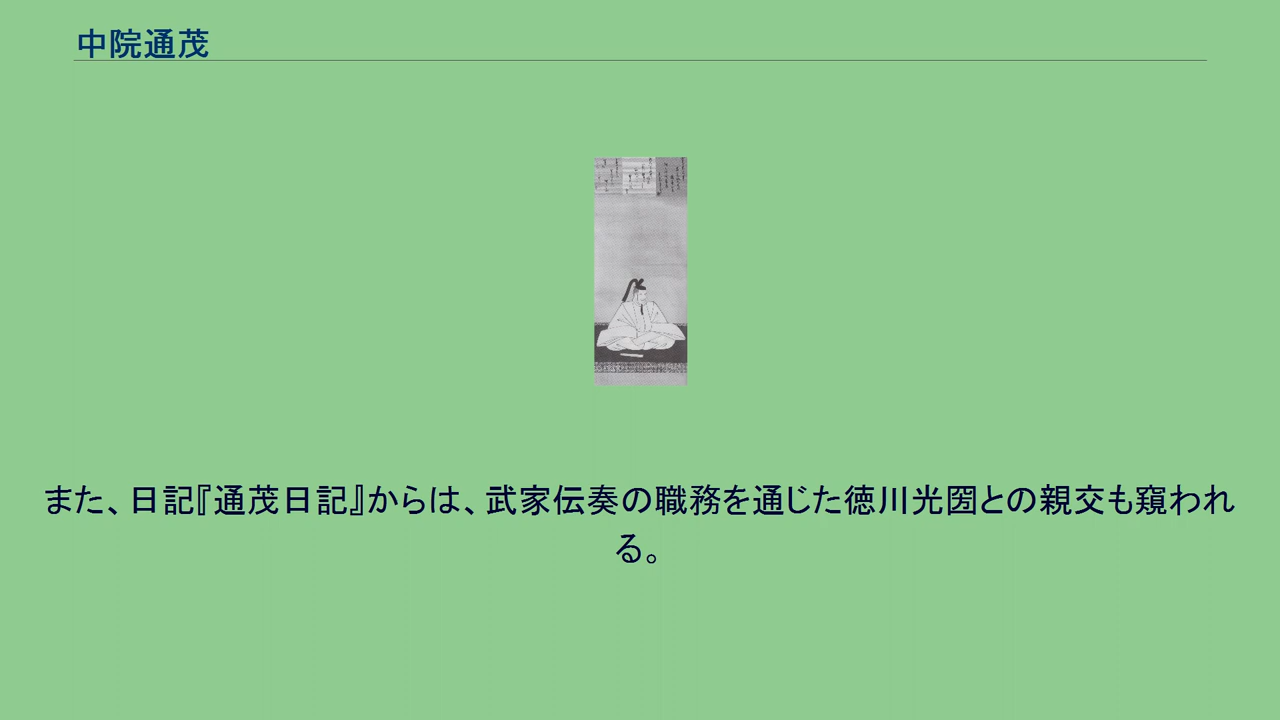 中院通茂
また、日記『通茂日記』からは、武家伝奏の職務を通じた徳川光圀との親交も窺われ
る。